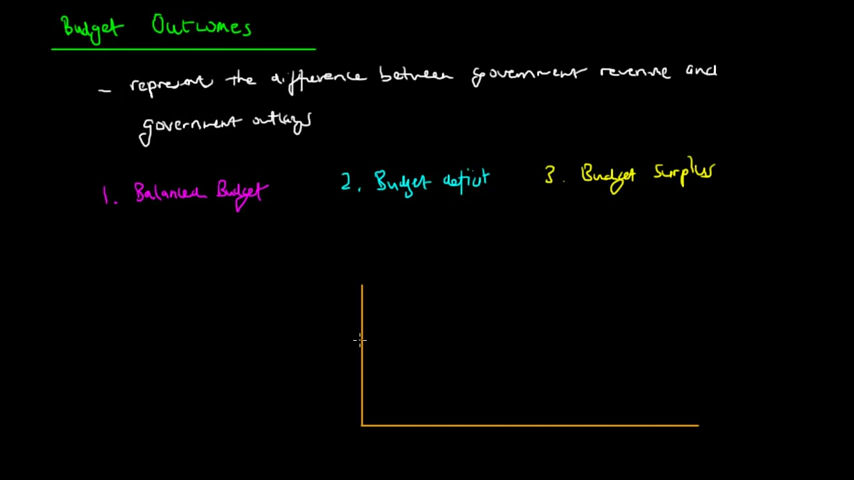 Budget Outcomes
- represent the difference between government revenue and
government outlays
1. Balanced Budget 2. Budget deficit 3. Budget Surplus